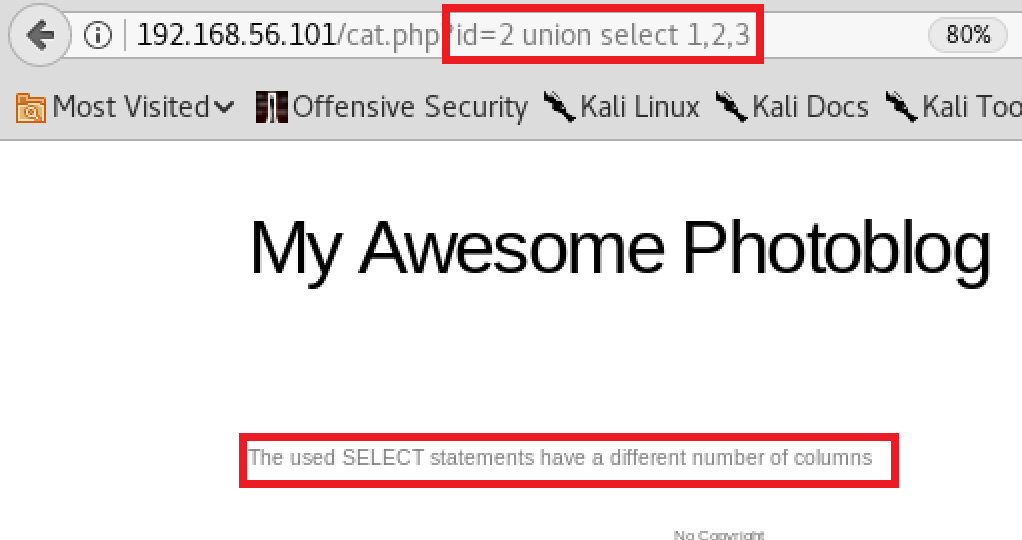 192.168.56.101/cat.php?id=2 union select 1,2,3 80%
Most Visited Offensive Security Kali Linux Kali Docs Kali Too
My Awesome Photoblog
The used SELECT statements have a different number of columns
No Copyright